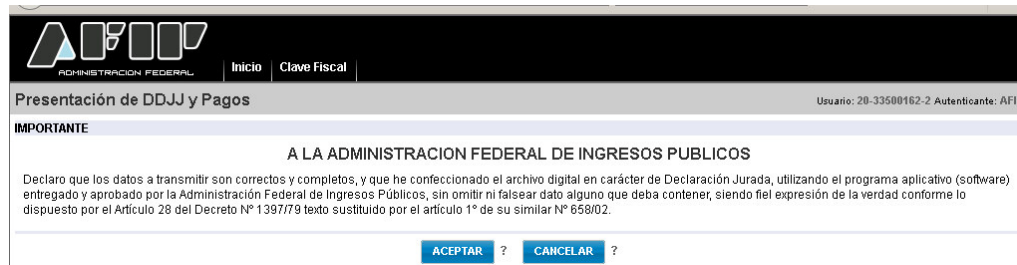 AFIP
ADMINISTRACION FEDERAL
Inicio Clave Fiscal
Presentación de DDJJ y Pagos Usuario: 20-33500162-2 Autenticante: AFI
IMPORTANTE
A LA ADMINISTRACION FEDERAL DE INGRESOS PUBLICOS
Declaro que los datos a transmitir son correctos y completos, y que he confeccionado el archivo digital en carácter de Declaración Jurada, utilizando el programa aplicativo (software)
entregado y aprobado por la Administración Federal de Ingresos Públicos, sin omitir ni falsear dato alguno que deba contener, siendo fiel expresión de la verdad conforme lo
dispuesto por el Artículo 28 del Decreto Nº 1397/79 texto sustituido por el artículo 1º de su similar Nº 658/02.
ACEPTAR ? CANCELAR ?